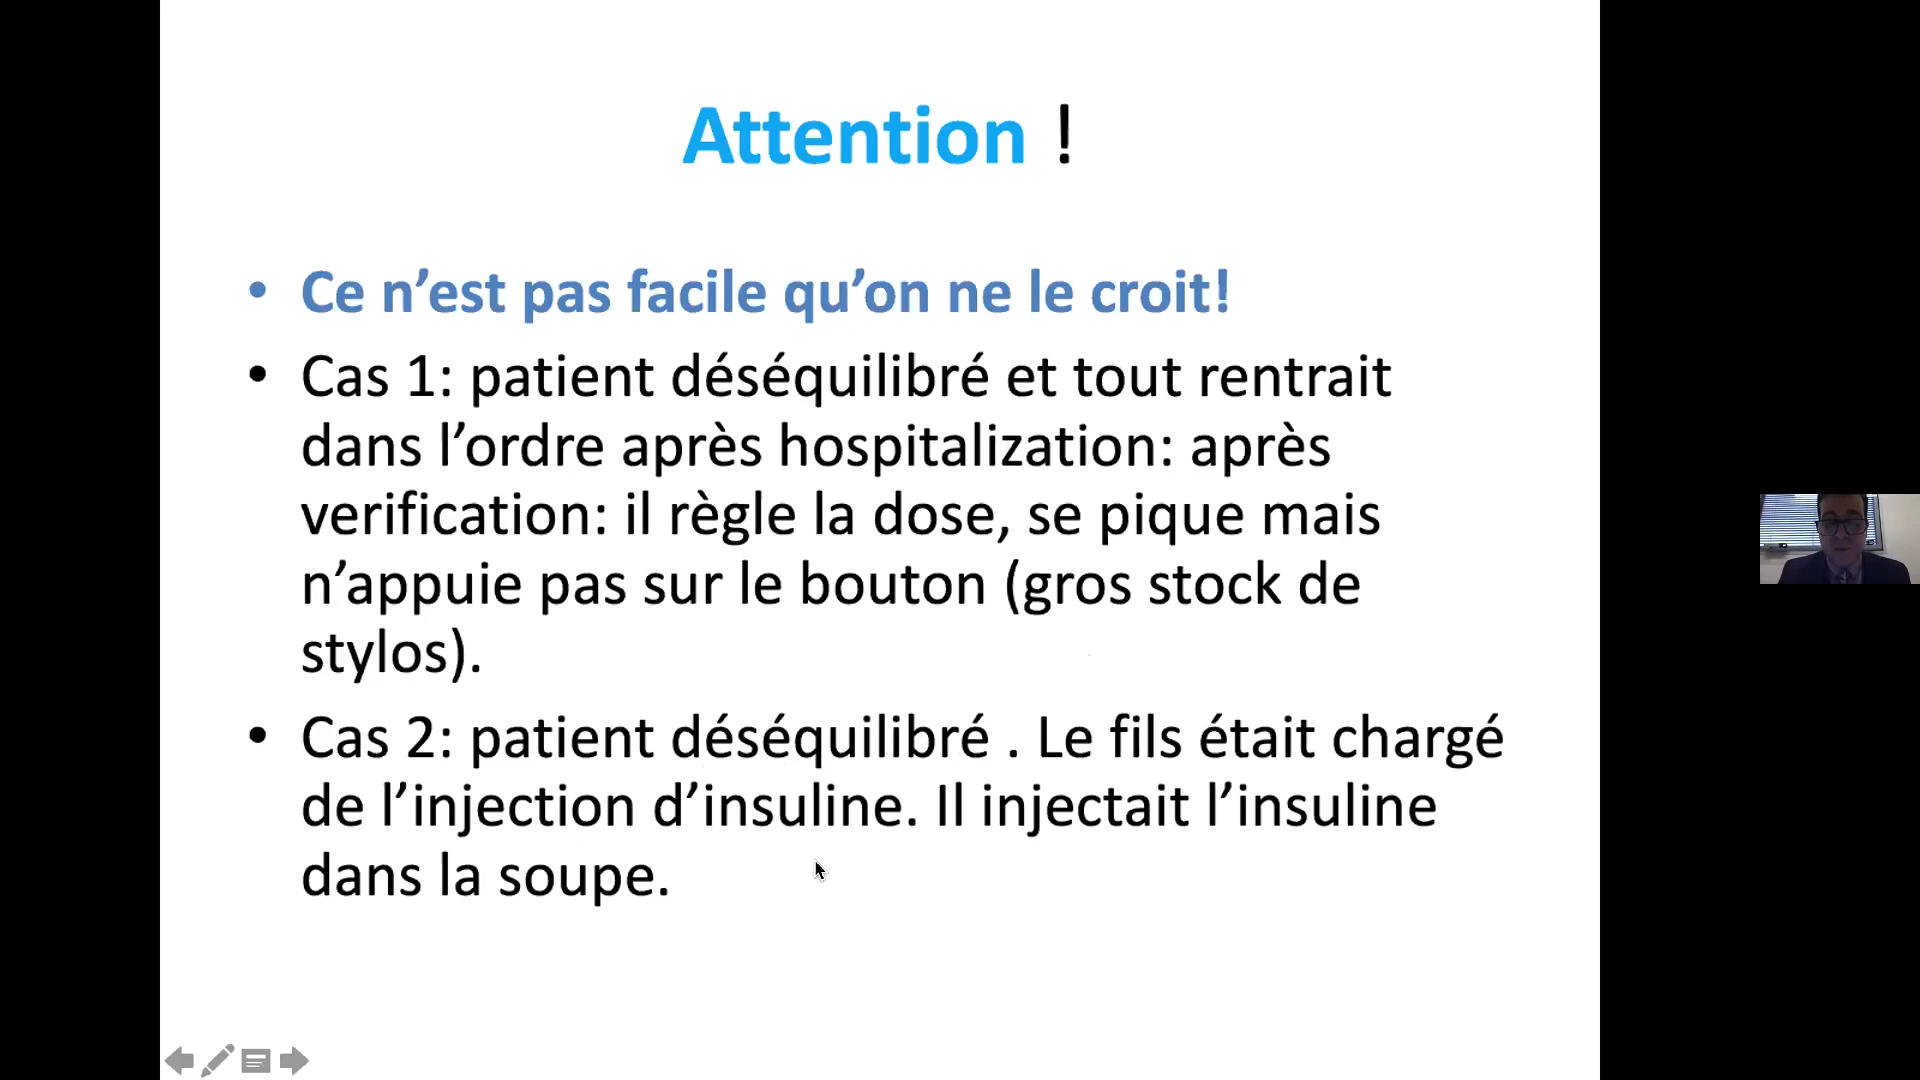 Attention !
• Ce n’est pas facile qu’on ne le croit!
• Cas 1: patient déséquilibré et tout rentrait
dans l’ordre après hospitalization: après
verification: il règle la dose, se pique mais
n’appuie pas sur le bouton (gros stock de
stylos).
• Cas 2: patient déséquilibré . Le fils était chargé
de l’injection d’insuline. Il injectait l’insuline
dans la soupe.